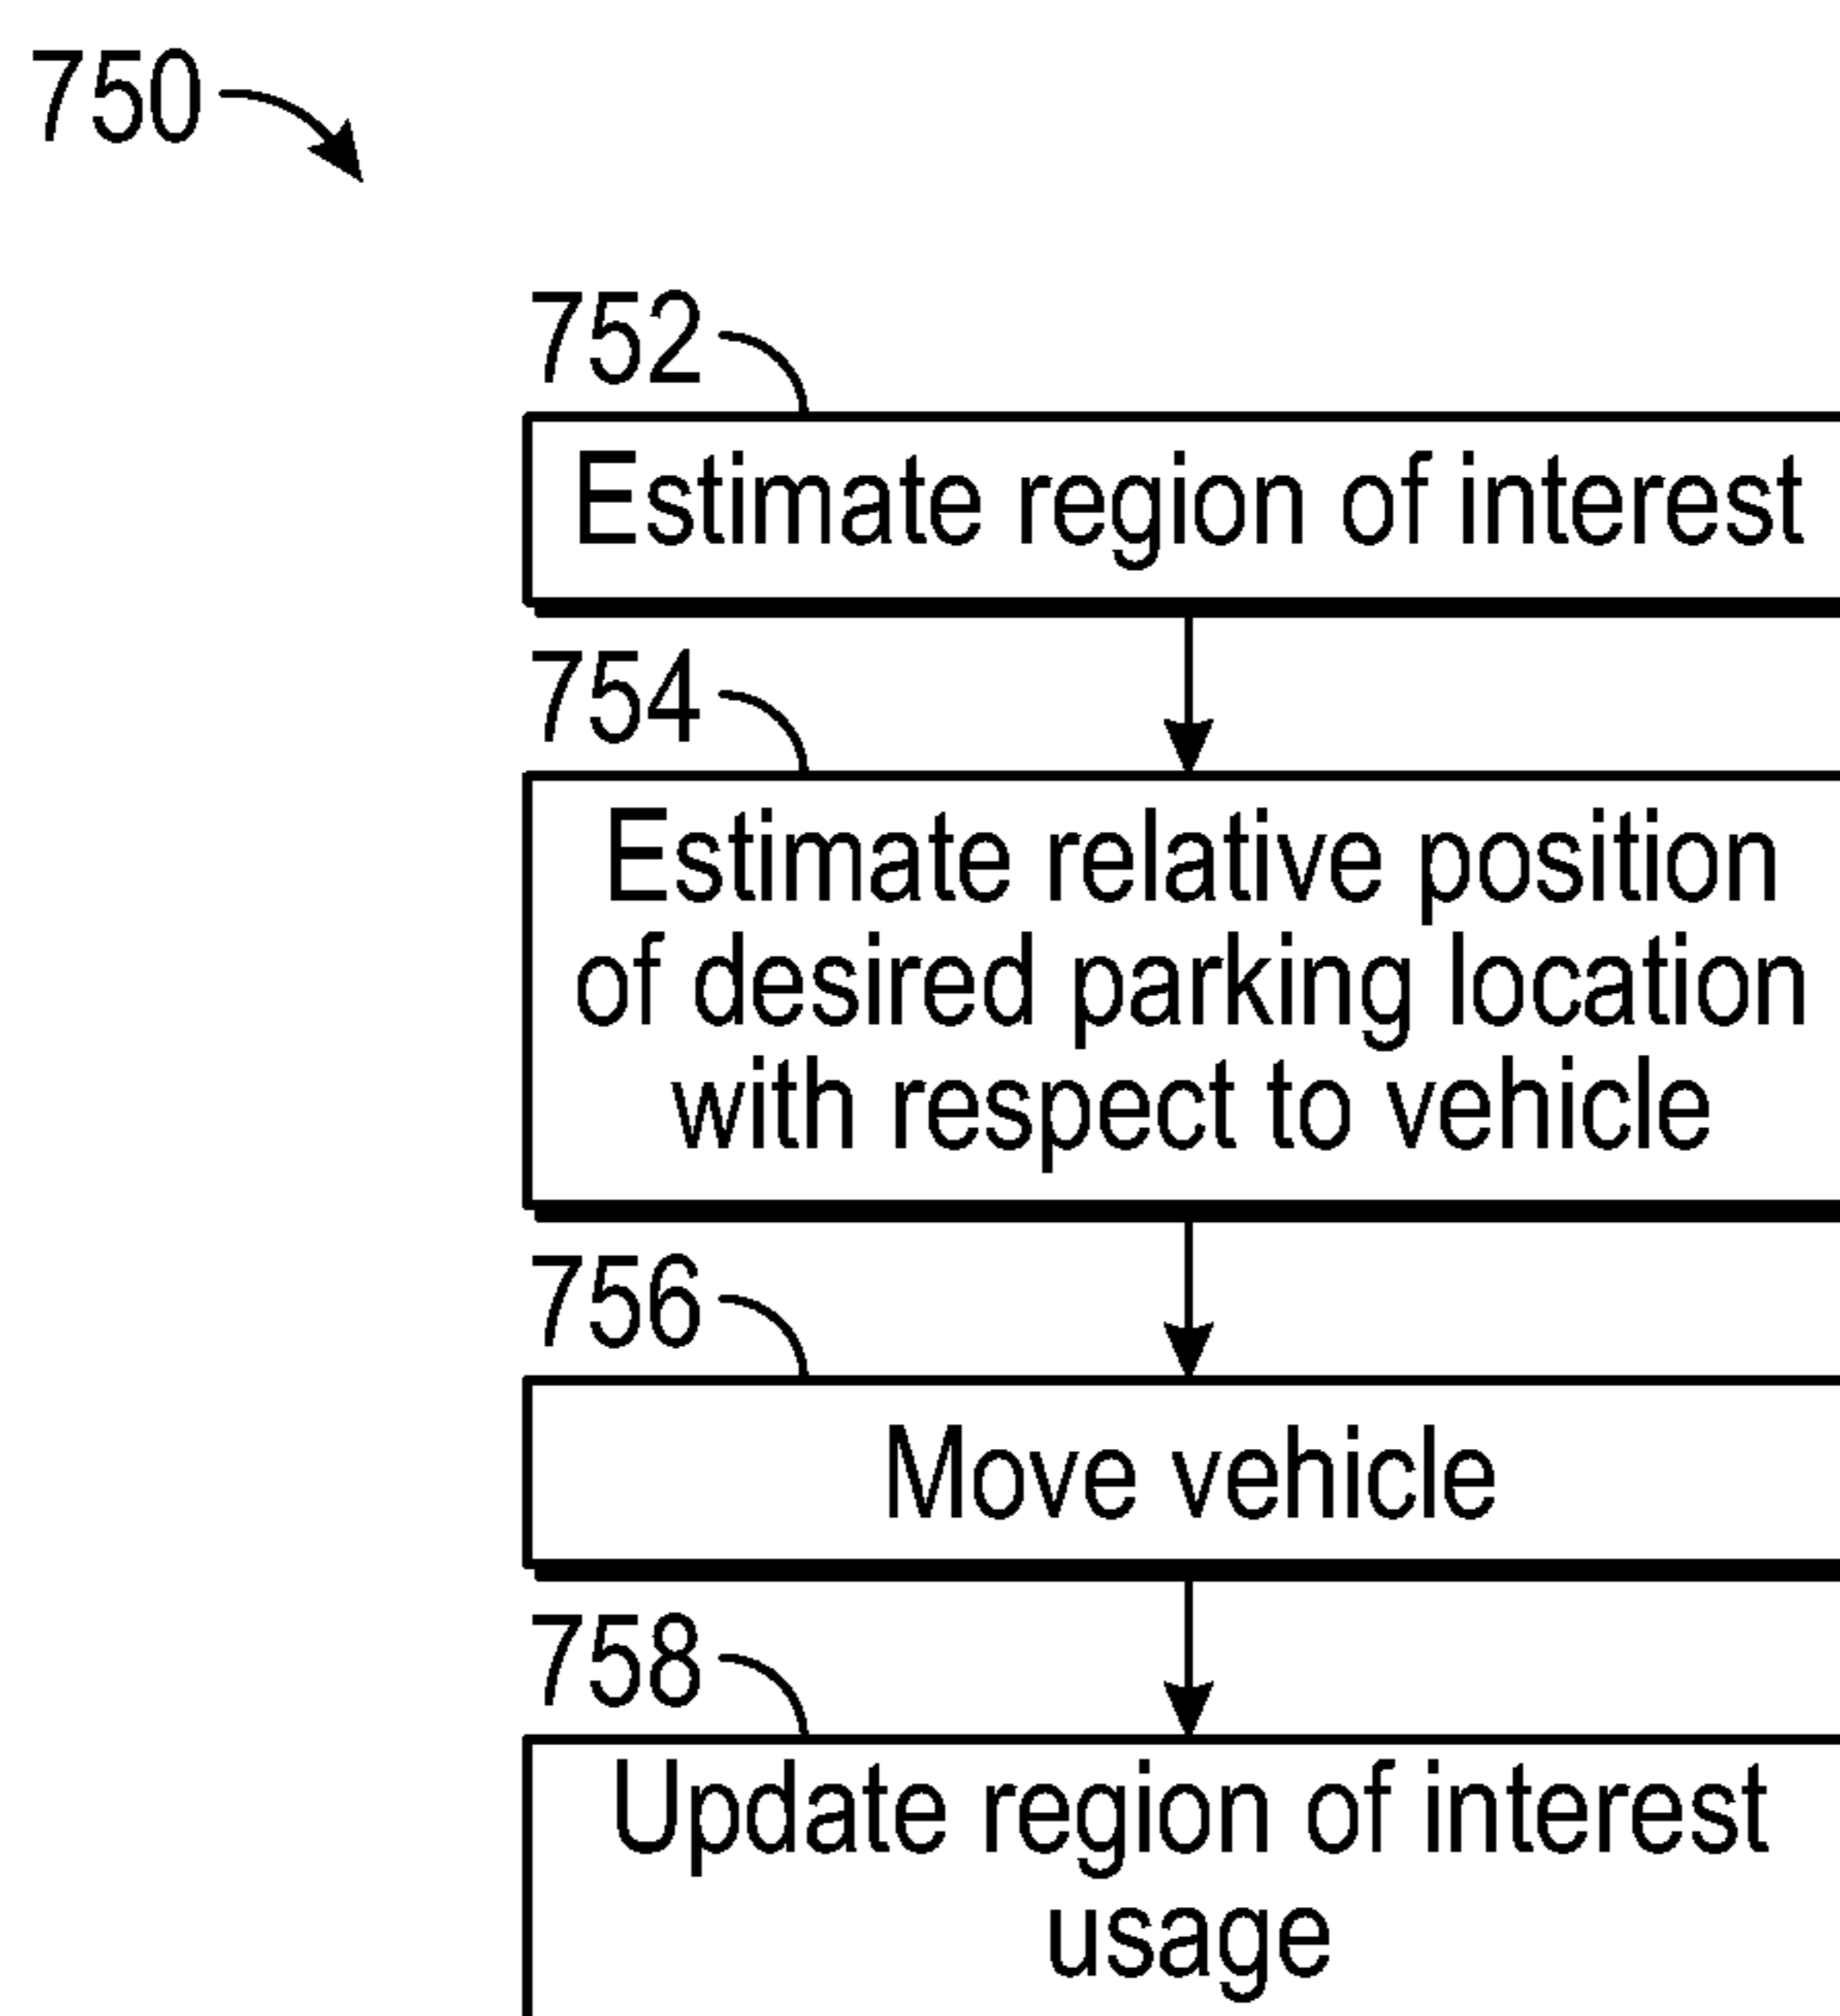 750
752
Estimate region of interest
754
Estimate relative position
of desired parking location
with respect to vehicle
756
Move vehicle
758
Update region of interest
usage